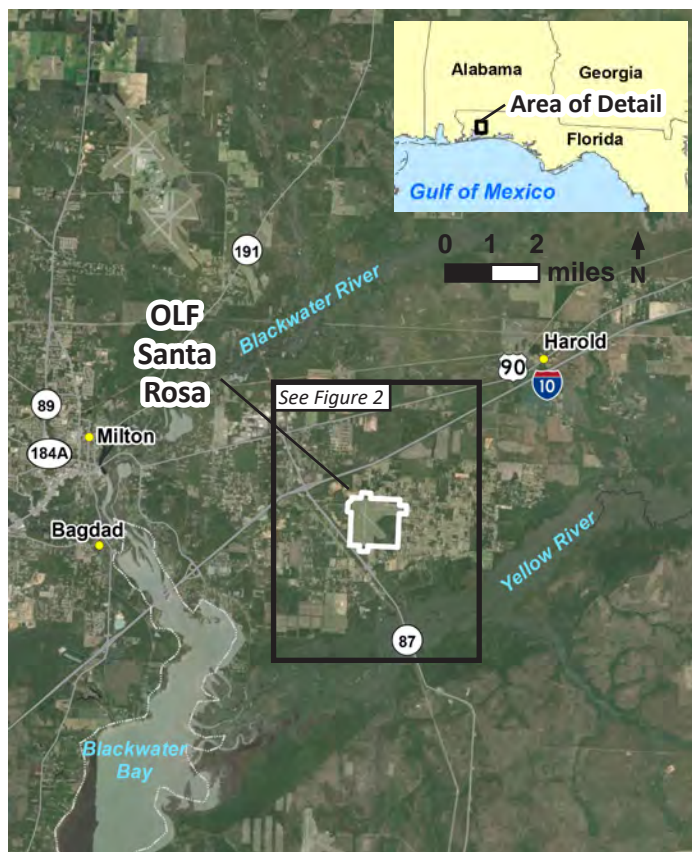 Alabama
Georgia
Area of Detail
Florida
Gulf of Mexico
0 1 2
miles N
191
Blackwater River
OLF
Santa
Rosa
Harold
90
10
See Figure 2
89
Milton
184A
Bagdad
Yellow River
87
Blackwater
Bay